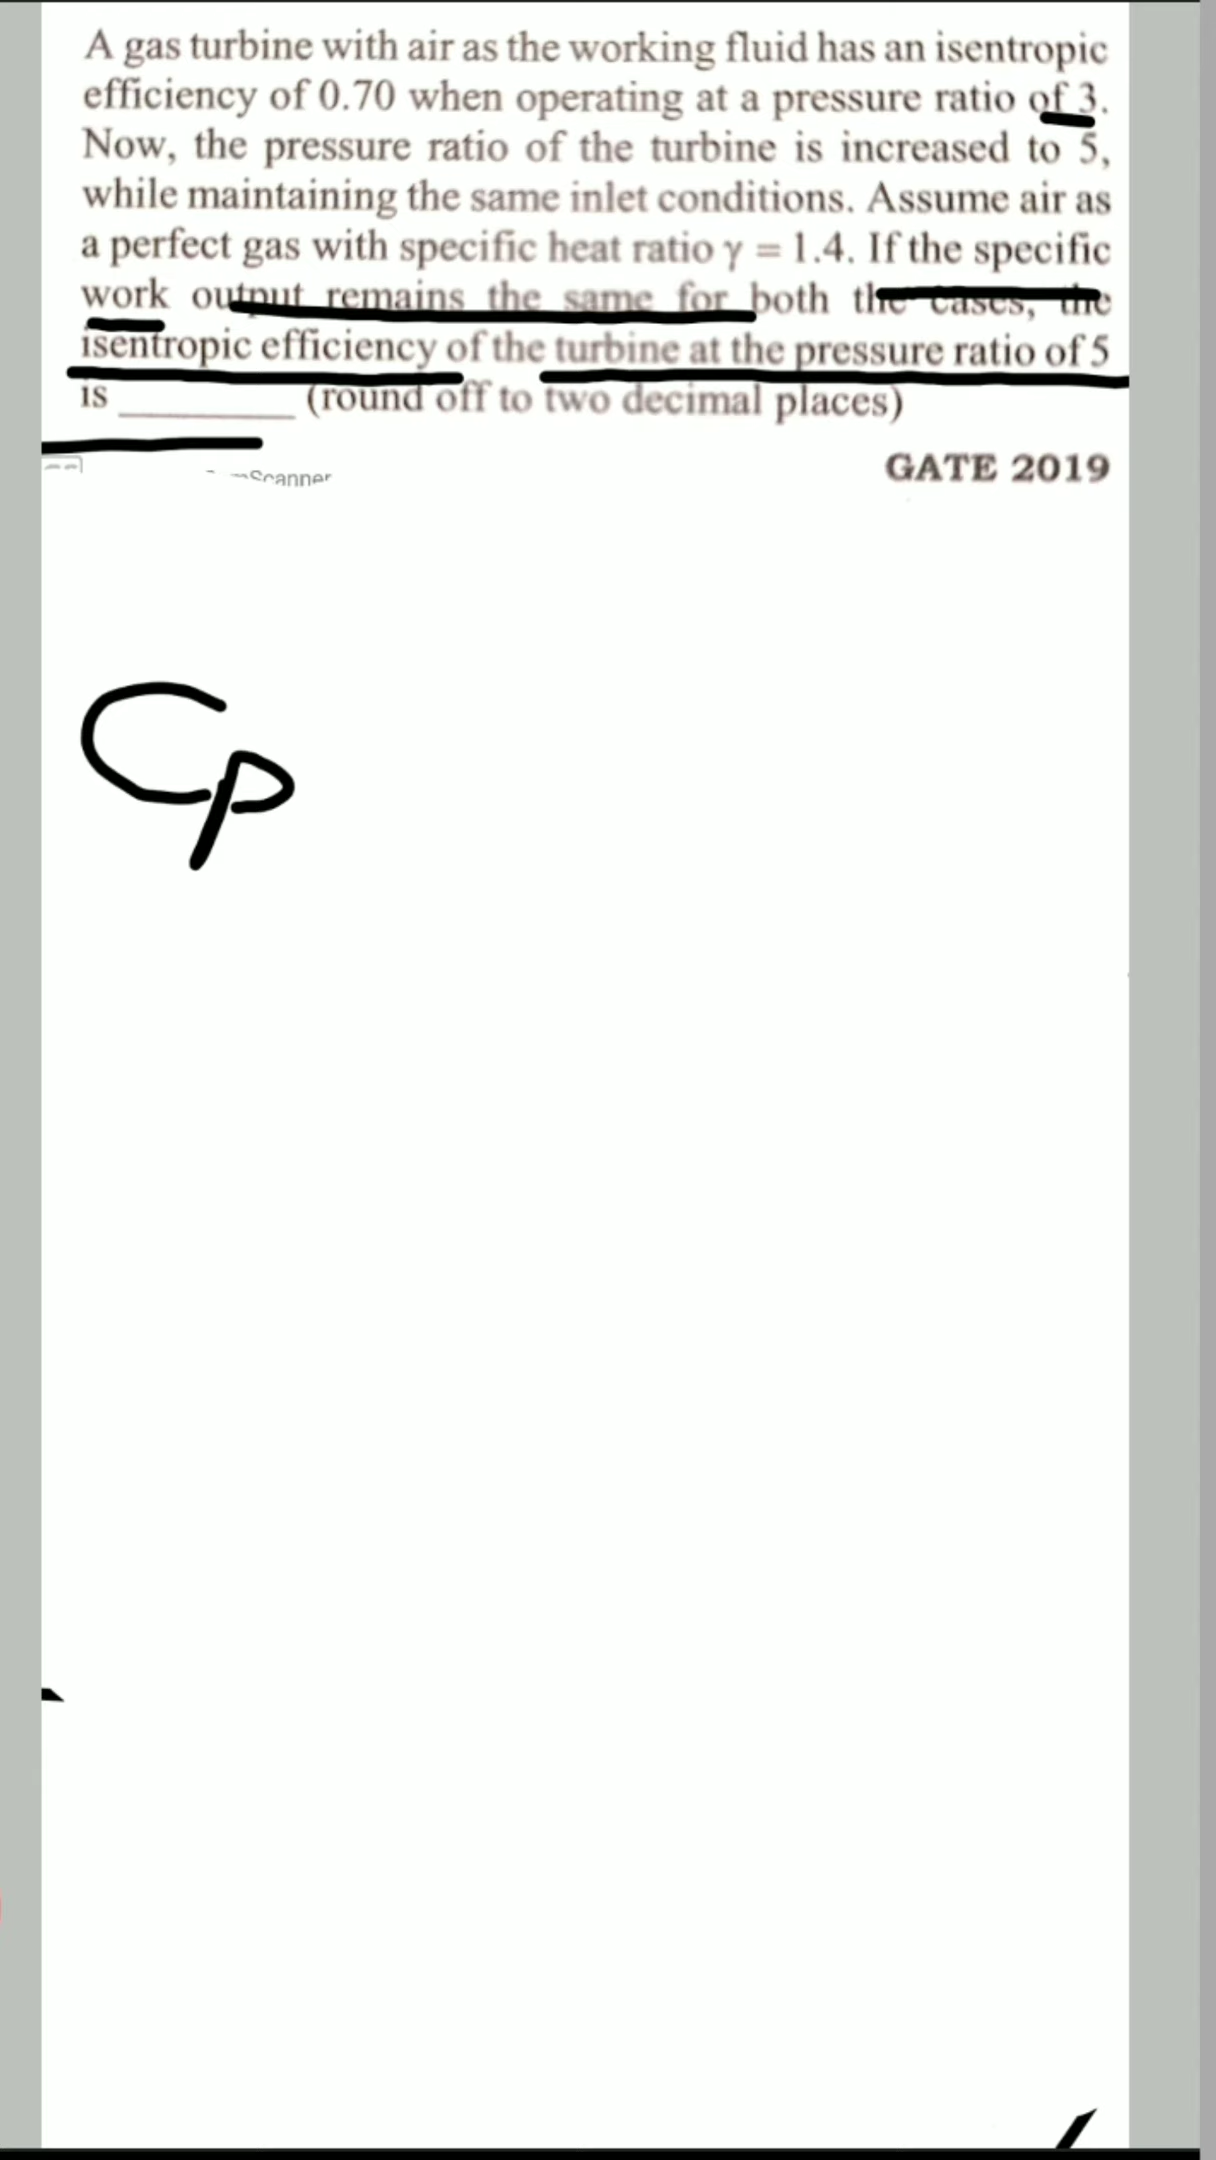 A gas turbine with air as the working fluid has an isentropic
efficiency of 0.70 when operating at a pressure ratio of 3.
Now, the pressure ratio of the turbine is increased to 5,
while maintaining the same inlet conditions. Assume air as
a perfect gas with specific heat ratio γ = 1.4. If the specific
work output remains the same for both the cases, the
isentropic efficiency of the turbine at the pressure ratio of 5
is ________ (round off to two decimal places)
Scanner
GATE 2019
Cp